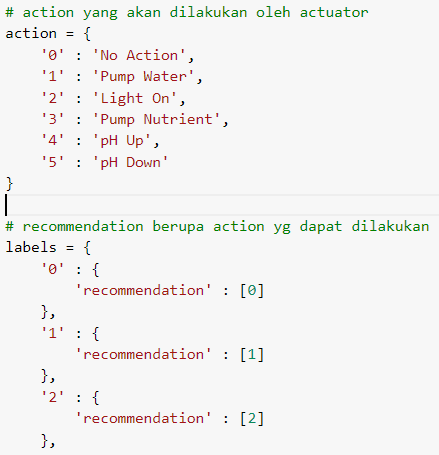 # action yang akan dilakukan oleh actuator
action = {
    '0' : 'No Action',
    '1' : 'Pump Water',
    '2' : 'Light On',
    '3' : 'Pump Nutrient',
    '4' : 'pH Up',
    '5' : 'pH Down'
}
# recommendation berupa action yg dapat dilakukan
labels = {
    '0' : {
        'recommendation' : [0]
    },
    '1' : {
        'recommendation' : [1]
    },
    '2' : {
        'recommendation' : [2]
    },